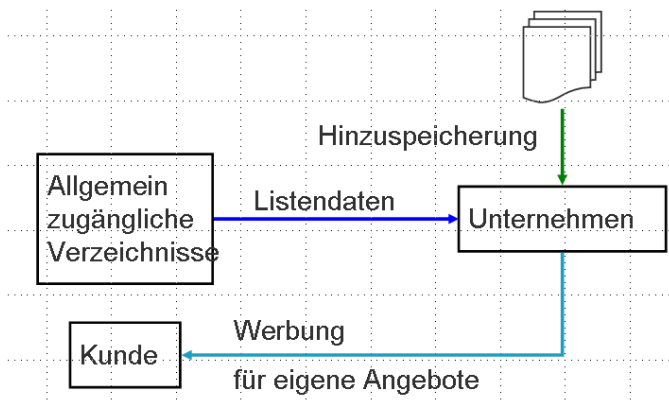 Hinzuspeicherung
Allgemein
zugängliche
Verzeichnisse
Listendaten
Unternehmen
Kunde
Werbung
für eigene Angebote